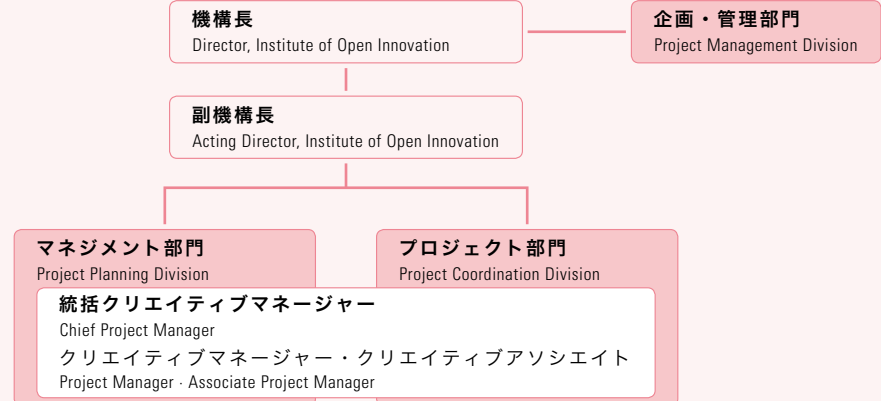 機構長
Director, Institute of Open Innovation
企画・管理部門
Project Management Division
副機構長
Acting Director, Institute of Open Innovation
マネジメント部門
Project Planning Division
プロジェクト部門
Project Coordination Division
統括クリエイティブマネージャー
Chief Project Manager
クリエイティブマネージャー・クリエイティブアソシエイト
Project Manager · Associate Project Manager